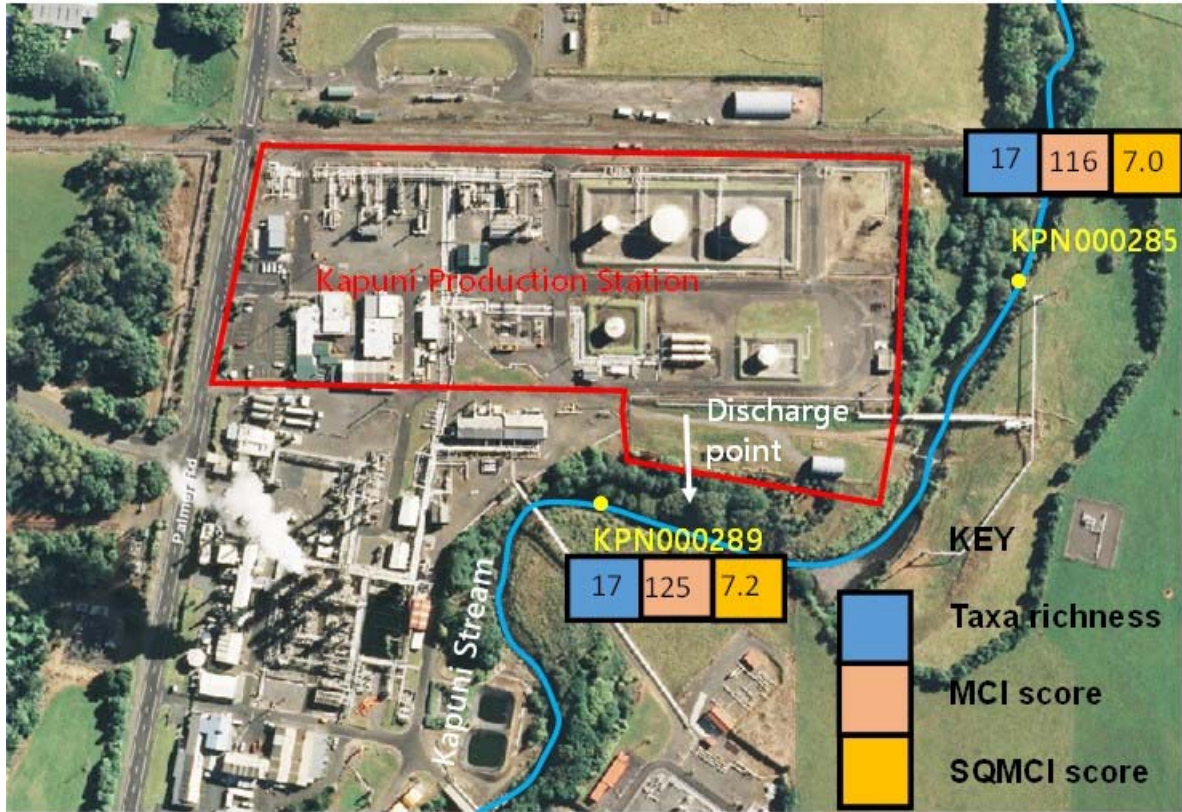 17 116 7.0
KPN000285
Kapuni Production Station
Discharge
point
Palmer Rd
KPN000289
17 125 7.2
Kapuni Stream
KEY
Taxa richness
MCI score
SQMCI score